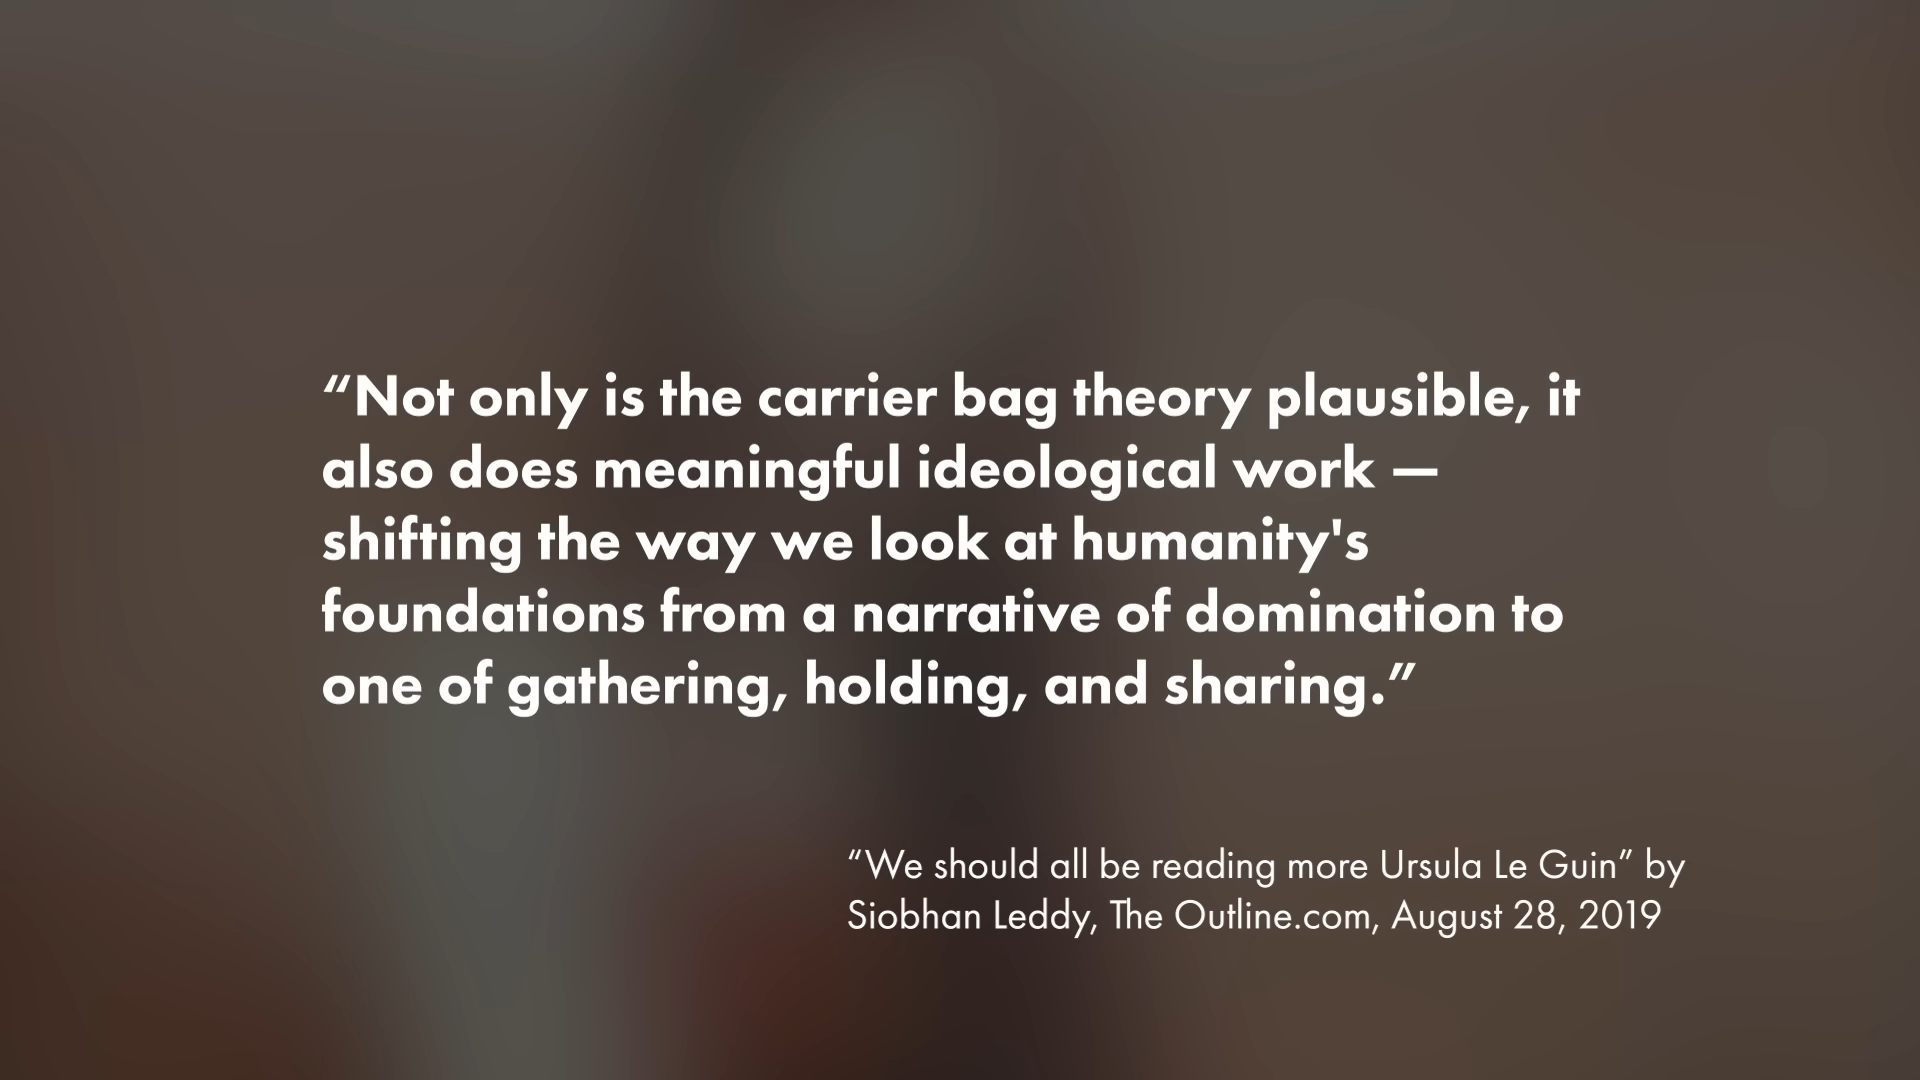 “Not only is the carrier bag theory plausible, it
also does meaningful ideological work —
shifting the way we look at humanity's
foundations from a narrative of domination to
one of gathering, holding, and sharing.”
“We should all be reading more Ursula Le Guin” by
Siobhan Leddy, The Outline.com, August 28, 2019